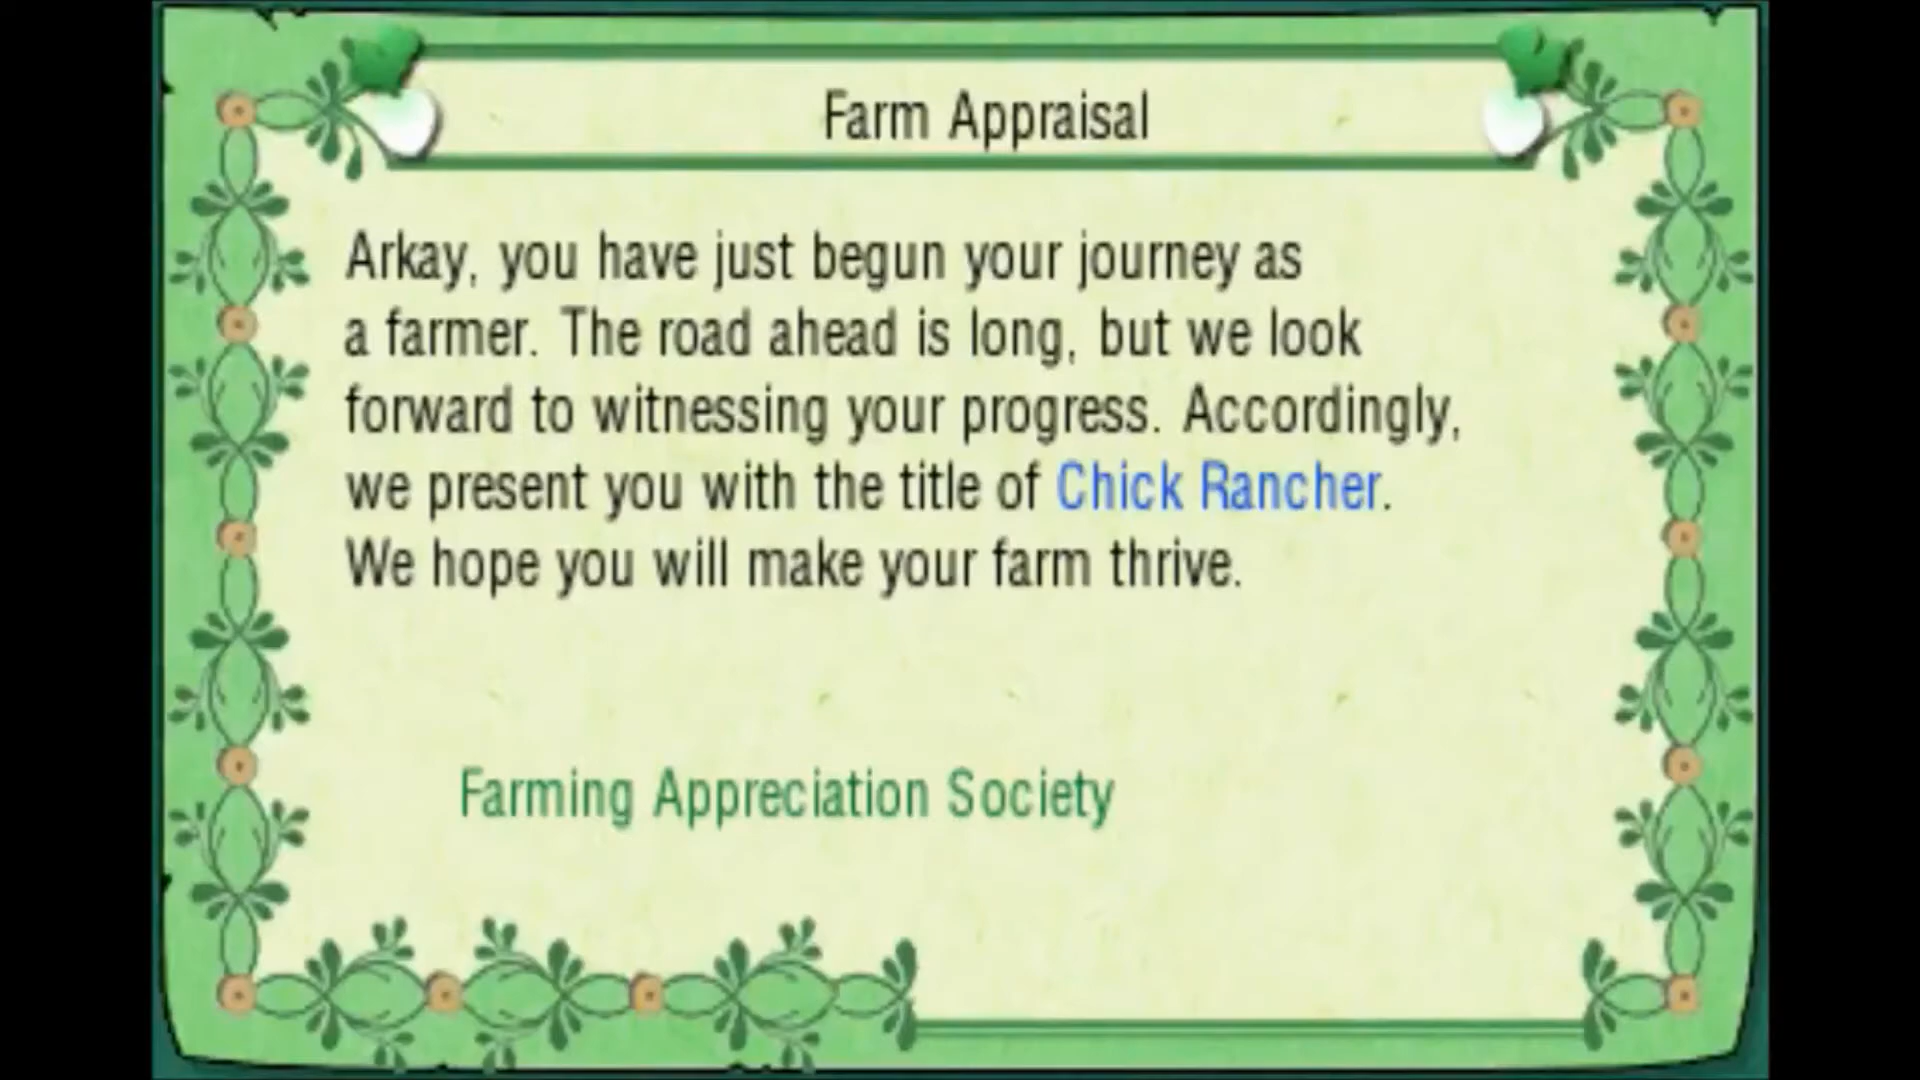 Farm Appraisal
Arkay, you have just begun your journey as
a farmer. The road ahead is long, but we look
forward to witnessing your progress. Accordingly,
we present you with the title of Chick Rancher.
We hope you will make your farm thrive.
Farming Appreciation Society